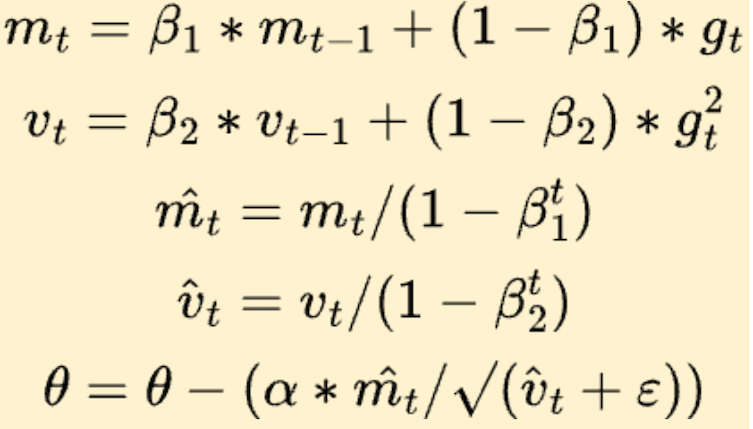 m_t = β_1 * m_{t−1} + (1 − β_1) * g_t
v_t = β_2 * v_{t−1} + (1 − β_2) * g_t^2
m̂_t = m_t/(1 − β_1^t)
v̂_t = v_t/(1 − β_2^t)
θ = θ − (α * m̂_t/√(v̂_t + ε))